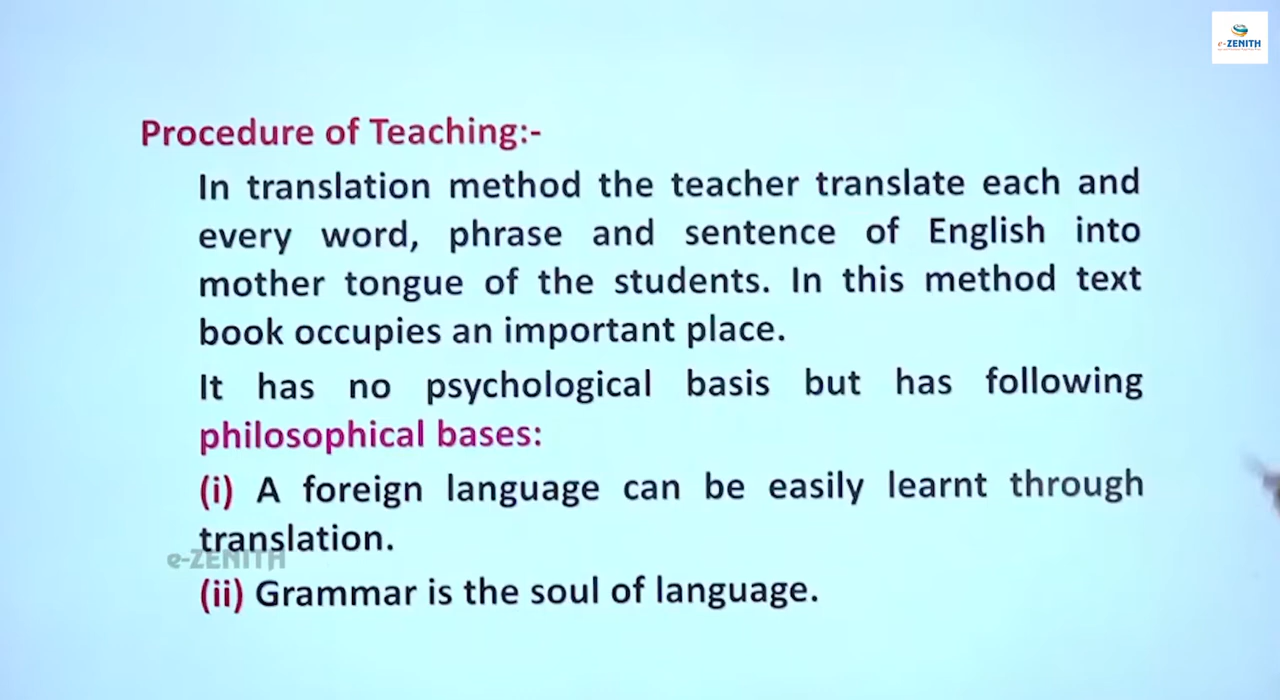 e-ZENITH
Procedure of Teaching:-
In translation method the teacher translate each and
every word, phrase and sentence of English into
mother tongue of the students. In this method text
book occupies an important place.
It has no psychological basis but has following
philosophical bases:
(i) A foreign language can be easily learnt through
translation.
e-ZENITH
(ii) Grammar is the soul of language.